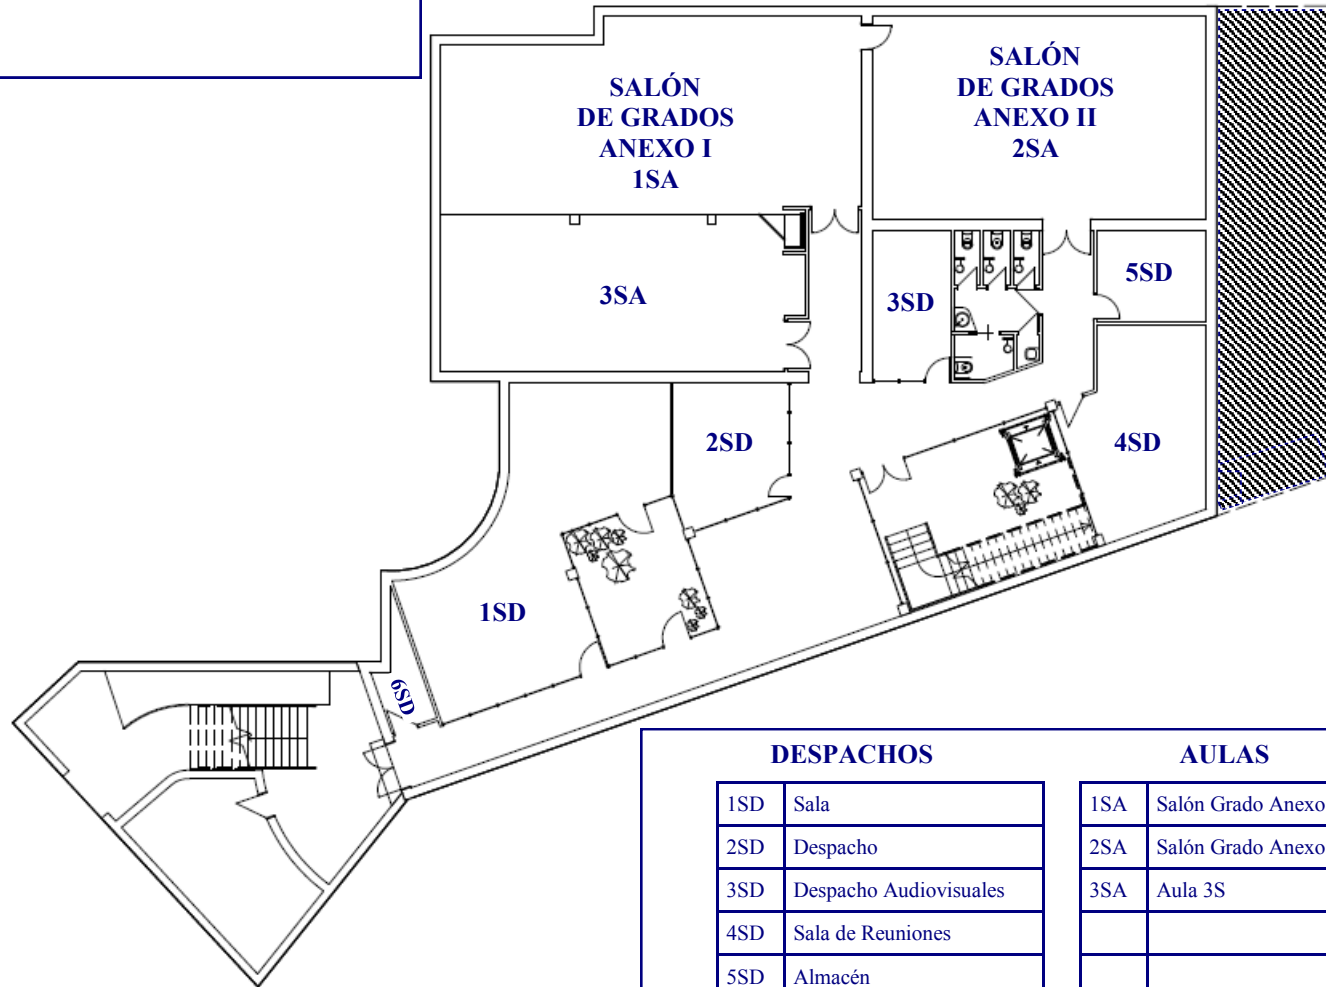 SALÓN
DE GRADOS
ANEXO I
1SA
SALÓN
DE GRADOS
ANEXO II
2SA
3SA
3SD
5SD
2SD
4SD
1SD
6SD
DESPACHOS
1SD Sala
2SD Despacho
3SD Despacho Audiovisuales
4SD Sala de Reuniones
5SD Almacén
AULAS
1SA Salón Grado Anexo
2SA Salón Grado Anexo
3SA Aula 3S